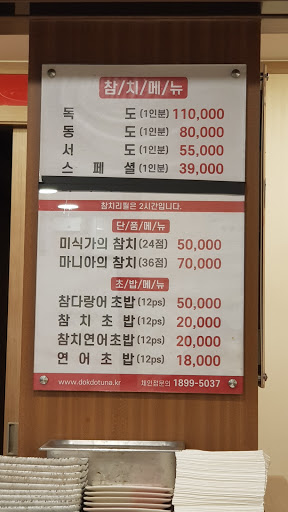 참/치/메/뉴
독 도 (1인분) 110,000
동 도 (1인분) 80,000
서 도 (1인분) 55,000
스 페 셜 (1인분) 39,000
참치리필은 2시간입니다.
단/품/메/뉴
미식가의 참치 (24점) 50,000
마니아의 참치 (36점) 70,000
초/밥/메/뉴
참다랑어 초밥 (12ps) 50,000
참 치 초 밥 (12ps) 20,000
참치연어초밥 (12ps) 20,000
연 어 초 밥 (12ps) 18,000
www.dokdotuna.kr 체인점문의 1899-5037